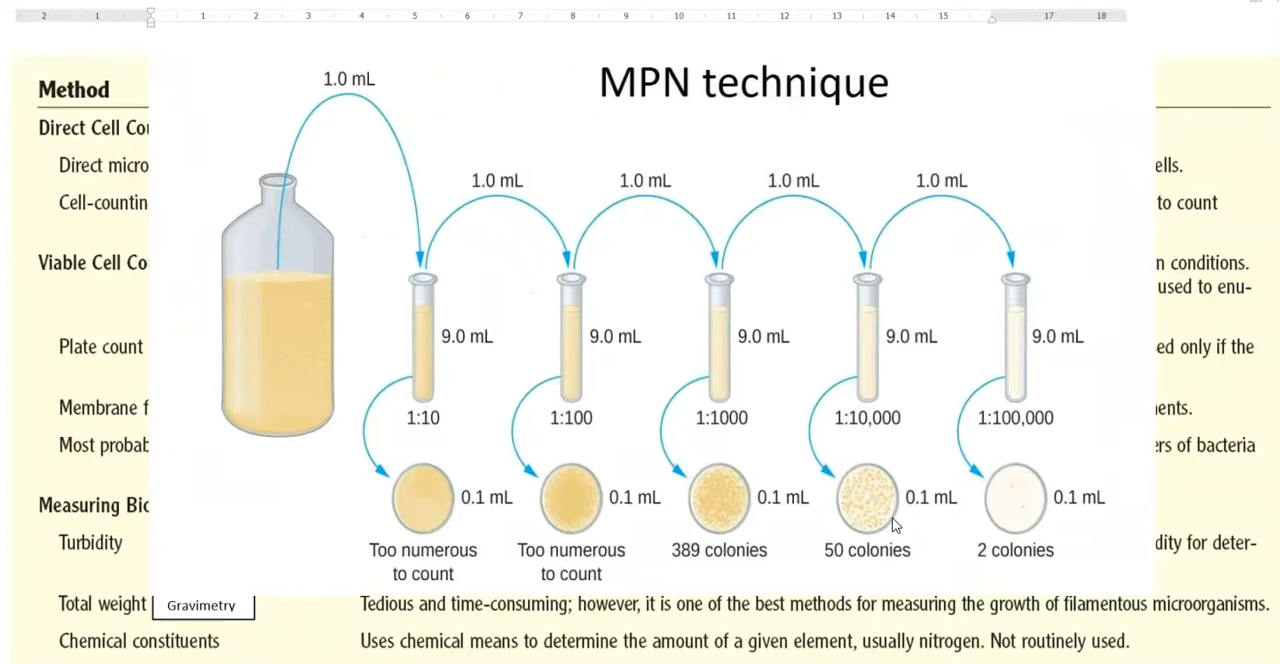 2 1 2 3 4 5 6 7 8 9 10 11 12 13 14 15 17 18
MPN technique
1.0 mL
1.0 mL 1.0 mL 1.0 mL 1.0 mL
9.0 mL 9.0 mL 9.0 mL 9.0 mL 9.0 mL
1:10 1:100 1:1000 1:10,000 1:100,000
0.1 mL 0.1 mL 0.1 mL 0.1 mL 0.1 mL
Too numerous to count
Too numerous to count
389 colonies
50 colonies
2 colonies
Method
Direct Cell Cou
Direct micro ells.
Cell-countin to count
Viable Cell Co n conditions.
used to enu-
Plate count ed only if the
Membrane f ents.
Most probab ers of bacteria
Measuring Bio
Turbidity dity for deter-
Total weight Gravimetry Tedious and time-consuming; however, it is one of the best methods for measuring the growth of filamentous microorganisms.
Chemical constituents Uses chemical means to determine the amount of a given element, usually nitrogen. Not routinely used.